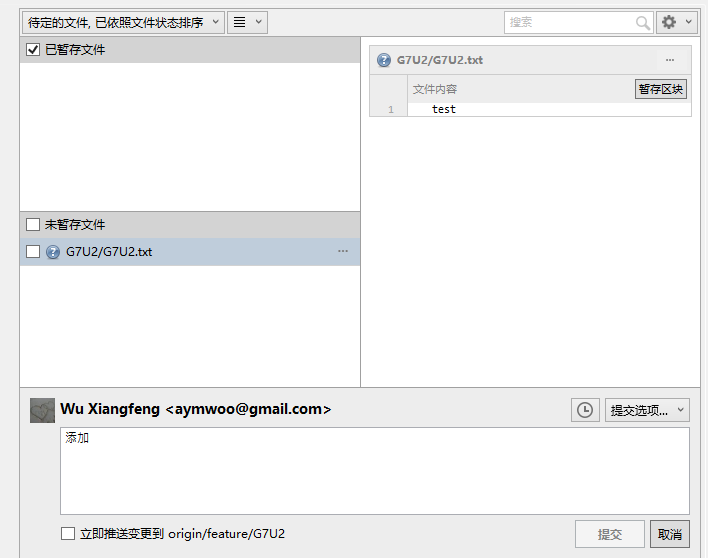 待定的文件, 已依照文件状态排序
搜索
已暂存文件
G7U2/G7U2.txt
文件内容
暂存区块
1 test
未暂存文件
G7U2/G7U2.txt
Wu Xiangfeng <aymwoo@gmail.com>
提交选项...
添加
立即推送变更到 origin/feature/G7U2
提交
取消